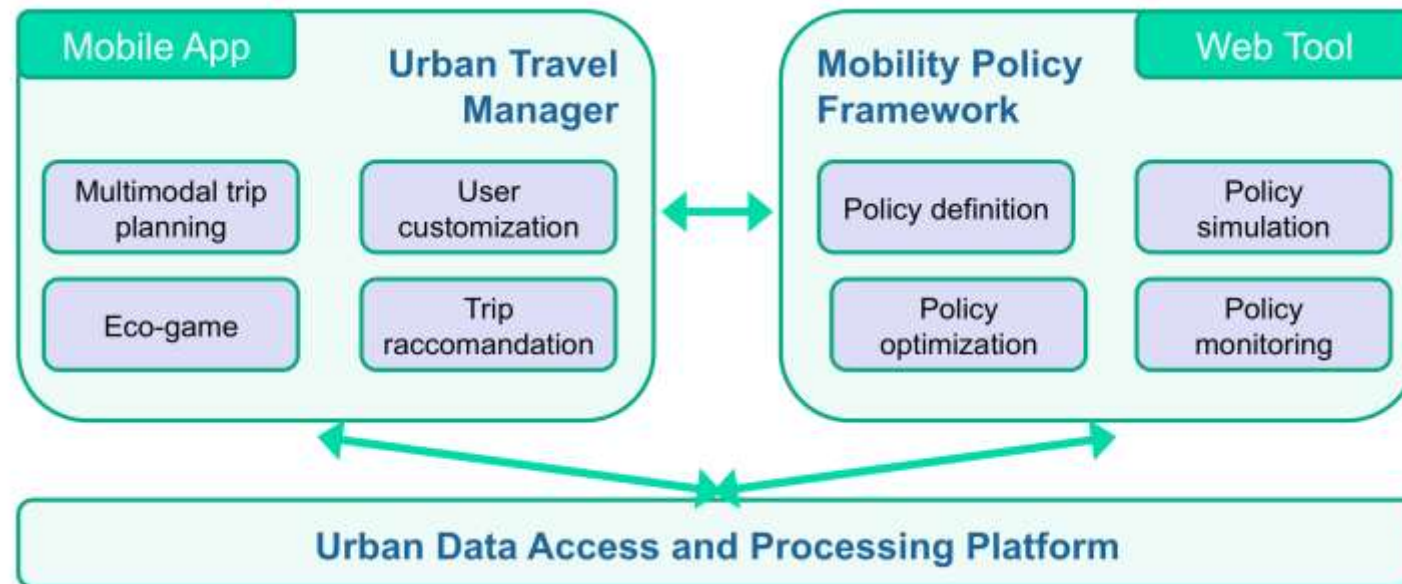 Mobile App
Urban Travel
Manager
Multimodal trip
planning
User
customization
Eco-game
Trip
raccomandation
Web Tool
Mobility Policy
Framework
Policy definition
Policy
simulation
Policy
optimization
Policy
monitoring
Urban Data Access and Processing Platform